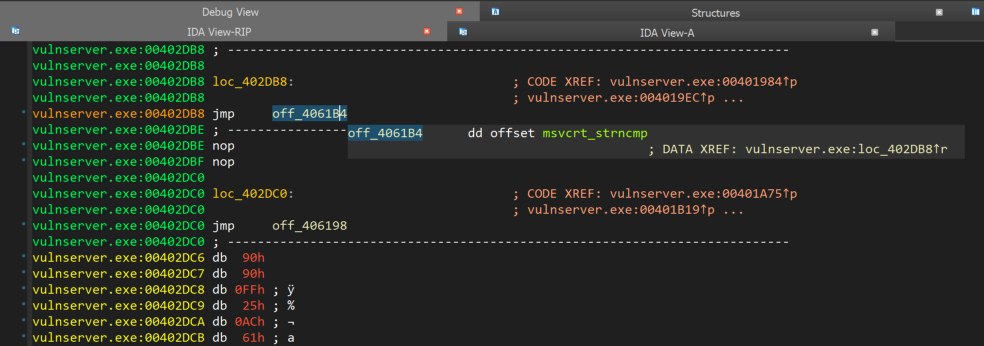 Debug View
Structures
IDA View-RIP
IDA View-A
vulnserver.exe:00402DB8 ; ---------------------------------------------------------------------------
vulnserver.exe:00402DB8
vulnserver.exe:00402DB8 loc_402DB8: ; CODE XREF: vulnserver.exe:00401984↑p
vulnserver.exe:00402DB8 ; vulnserver.exe:004019EC↑p ...
vulnserver.exe:00402DB8 jmp off_4061B4
vulnserver.exe:00402DBE ; ----------------
off_4061B4 dd offset msvcrt_strncmp
vulnserver.exe:00402DBE nop
; DATA XREF: vulnserver.exe:loc_402DB8↑r
vulnserver.exe:00402DBF nop
vulnserver.exe:00402DC0
vulnserver.exe:00402DC0 loc_402DC0: ; CODE XREF: vulnserver.exe:00401A75↑p
vulnserver.exe:00402DC0 ; vulnserver.exe:00401B19↑p ...
vulnserver.exe:00402DC0 jmp off_406198
vulnserver.exe:00402DC0 ; ---------------------------------------------------------------------------
vulnserver.exe:00402DC6 db 90h
vulnserver.exe:00402DC7 db 90h
vulnserver.exe:00402DC8 db 0FFh ; ÿ
vulnserver.exe:00402DC9 db 25h ; %
vulnserver.exe:00402DCA db 0ACh ; ¬
vulnserver.exe:00402DCB db 61h ; a